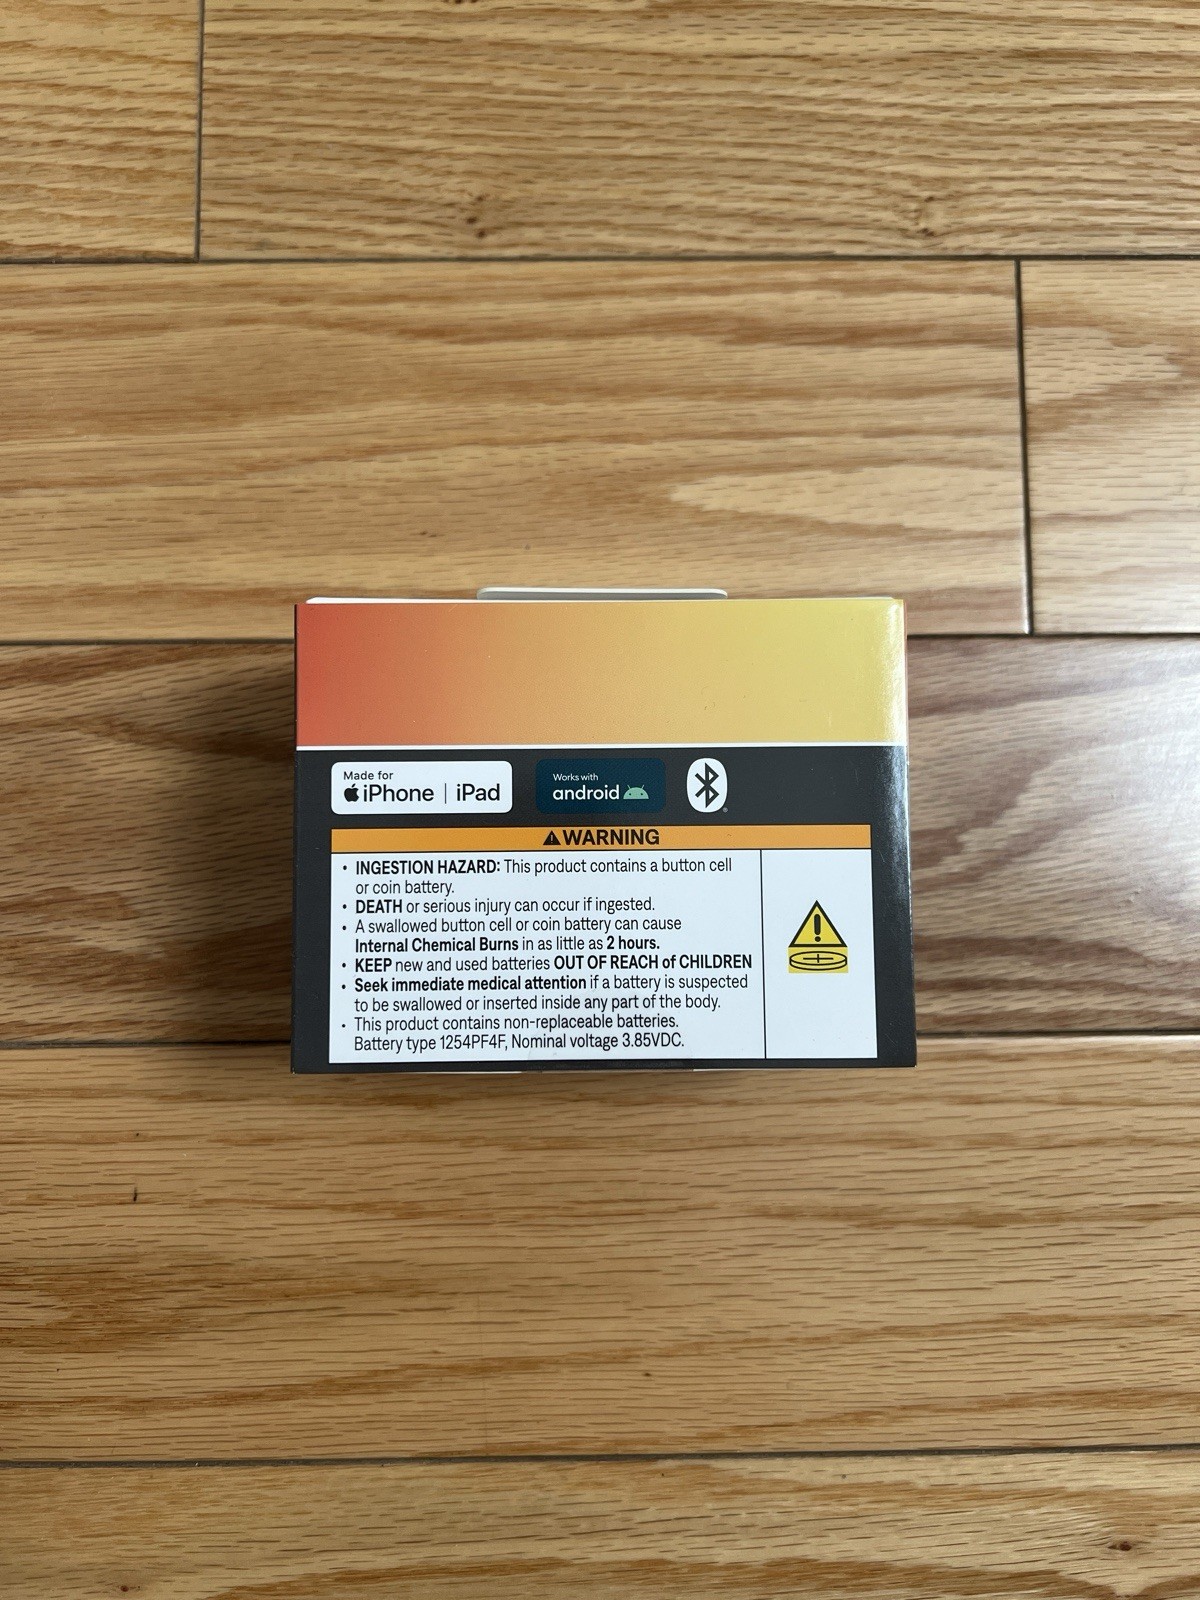 Made for
iPhone | iPad
Works with
android
WARNING
• INGESTION HAZARD: This product contains a button cell
or coin battery.
• DEATH or serious injury can occur if ingested.
• A swallowed button cell or coin battery can cause
Internal Chemical Burns in as little as 2 hours.
• KEEP new and used batteries OUT OF REACH of CHILDREN
• Seek immediate medical attention if a battery is suspected
to be swallowed or inserted inside any part of the body.
• This product contains non-replaceable batteries.
Battery type 1254PF4F, Nominal voltage 3.85VDC.